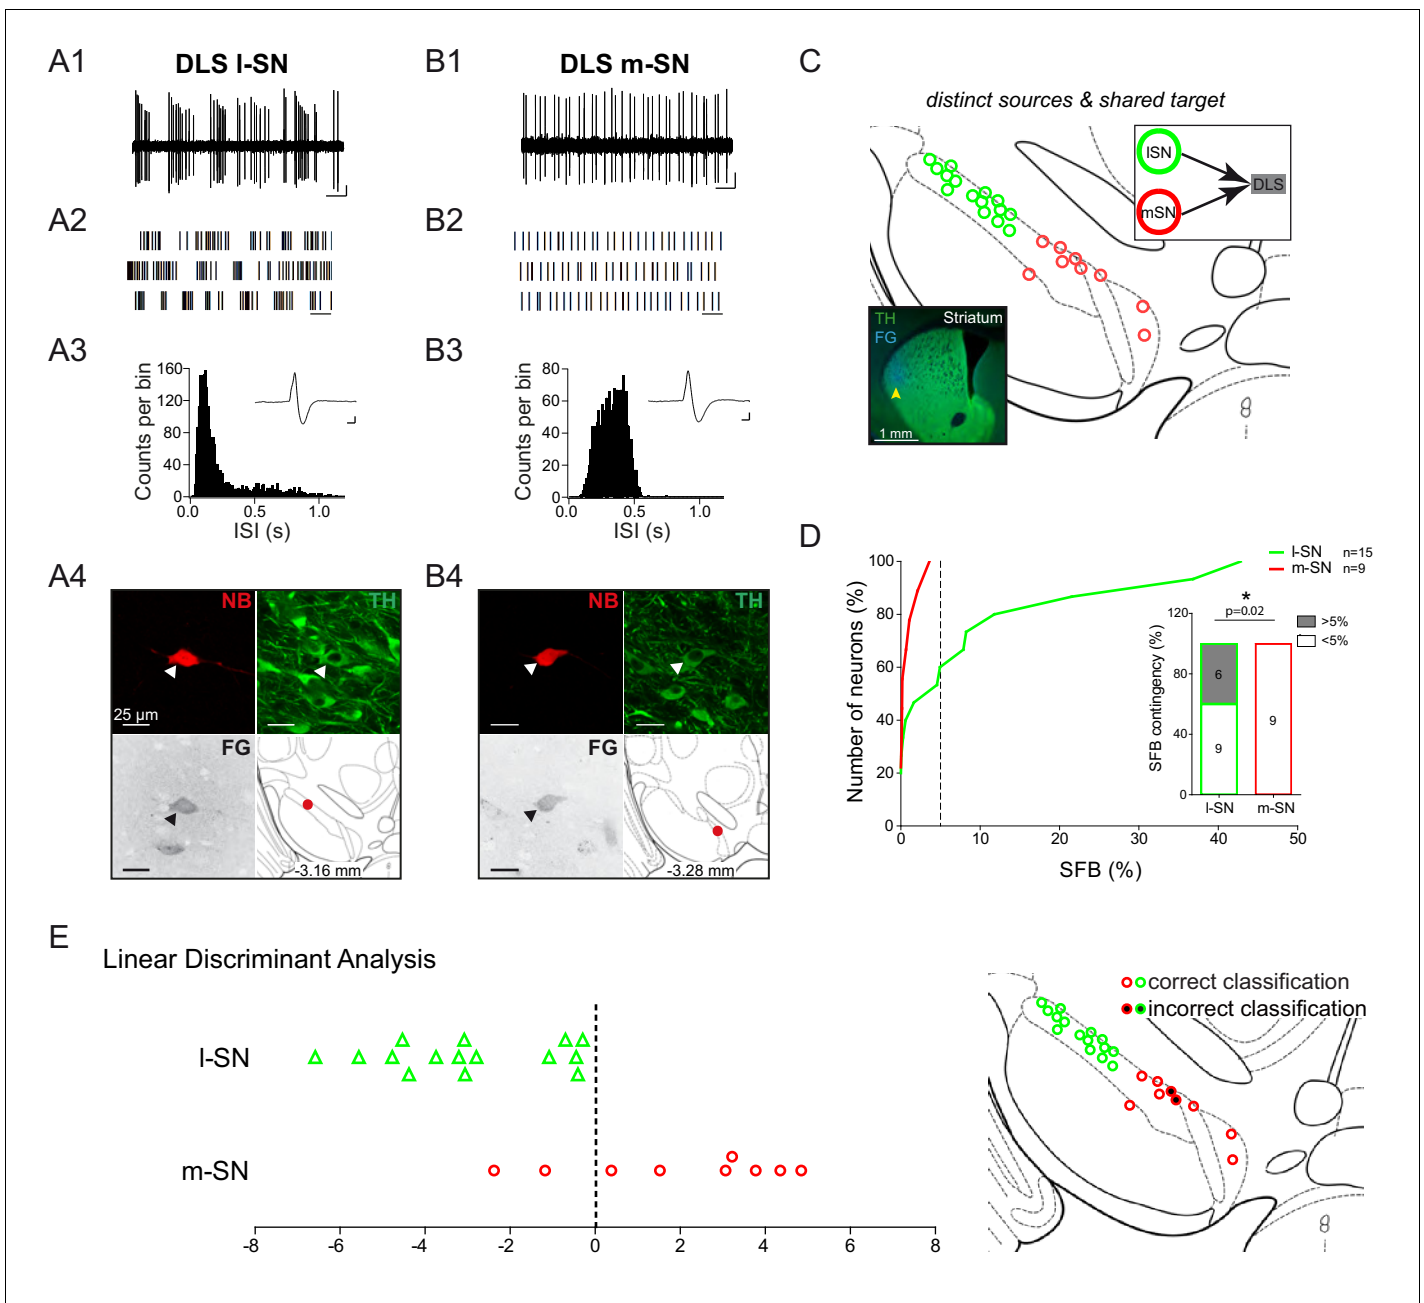 A1
DLS l-SN
B1
DLS m-SN
C
distinct sources & shared target
lSN
mSN
DLS
A2
B2
TH
FG
Striatum
1 mm
A3
Counts per bin
160
120
80
40
0
0.0
0.5
1.0
ISI (s)
B3
Counts per bin
80
60
40
20
0
0.0
0.5
1.0
ISI (s)
A4
NB
TH
25 µm
FG
-3.16 mm
B4
NB
TH
FG
-3.28 mm
D
Number of neurons (%)
100
80
60
40
20
0
0
10
20
30
40
50
SFB (%)
l-SN n=15
m-SN n=9
*
p=0.02
>5%
<5%
SFB contingency (%)
120
80
40
0
6
9
9
l-SN
m-SN
E
Linear Discriminant Analysis
l-SN
m-SN
-8
-6
-4
-2
0
2
4
6
8
correct classification
incorrect classification